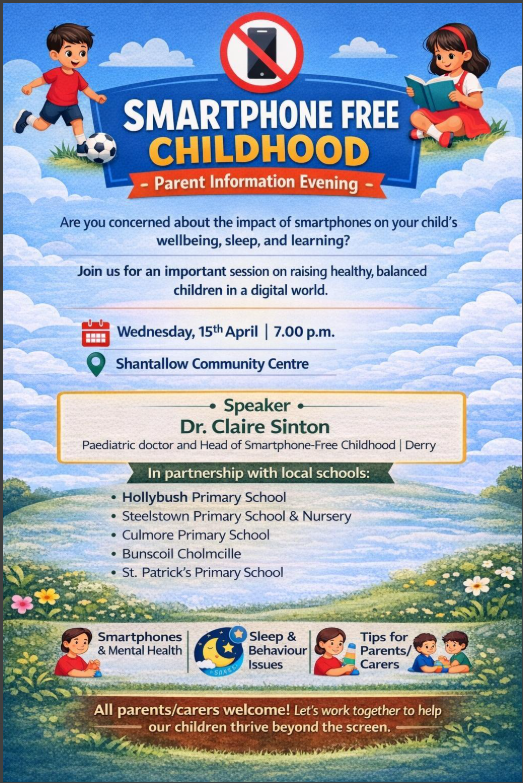 SMARTPHONE FREE
CHILDHOOD
- Parent Information Evening -
Are you concerned about the impact of smartphones on your child's
wellbeing, sleep, and learning?
Join us for an important session on raising healthy, balanced
children in a digital world.
Wednesday, 15th April | 7.00 p.m.
Shantallow Community Centre
Speaker
Dr. Claire Sinton
Paediatric doctor and Head of Smartphone-Free Childhood | Derry
In partnership with local schools:
• Hollybush Primary School
• Steelstown Primary School & Nursery
• Culmore Primary School
• Bunscoil Cholmcille
• St. Patrick's Primary School
Smartphones
& Mental Health
Sleep &
Behaviour
Issues
Tips for
Parents/
Carers
All parents/carers welcome! Let's work together to help
our children thrive beyond the screen.